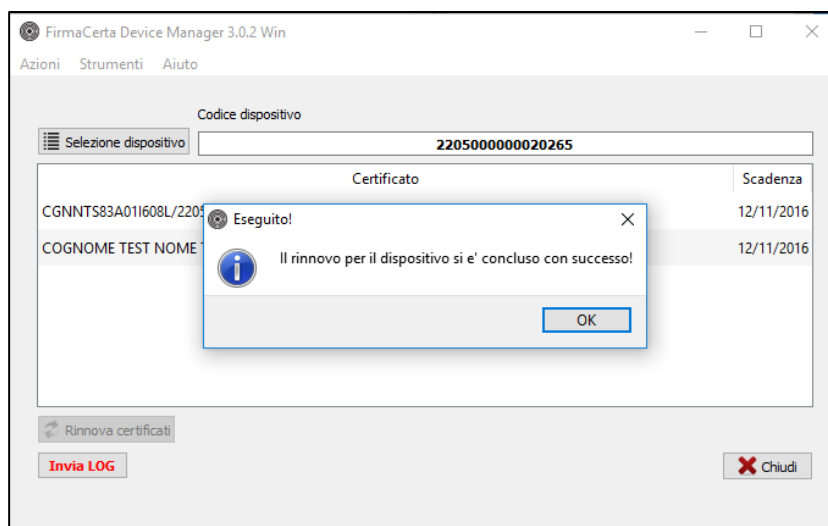 FirmaCerta Device Manager 3.0.2 Win
Azioni Strumenti Aiuto
Codice dispositivo
Selezione dispositivo 2205000000020265
Certificato Scadenza
CGNNTS83A01I608L/2205 12/11/2016
COGNOME TEST NOME 12/11/2016
Eseguito!
Il rinnovo per il dispositivo si e' concluso con successo!
OK
Rinnova certificati
Invia LOG
Chiudi